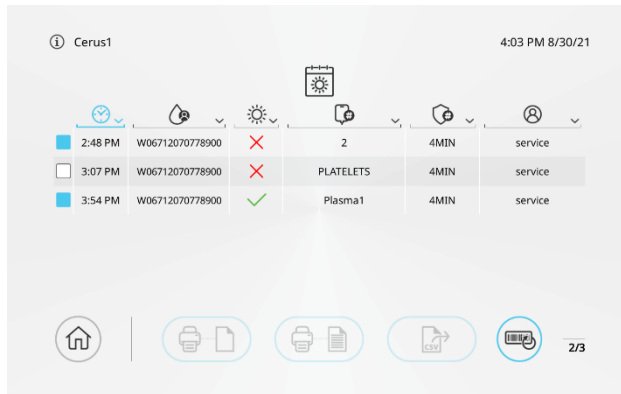 Cerus1 4:03 PM 8/30/21
2:48 PM W06712070778900 2 4MIN service
3:07 PM W06712070778900 PLATELETS 4MIN service
3:54 PM W06712070778900 Plasma1 4MIN service
CSV
2/3